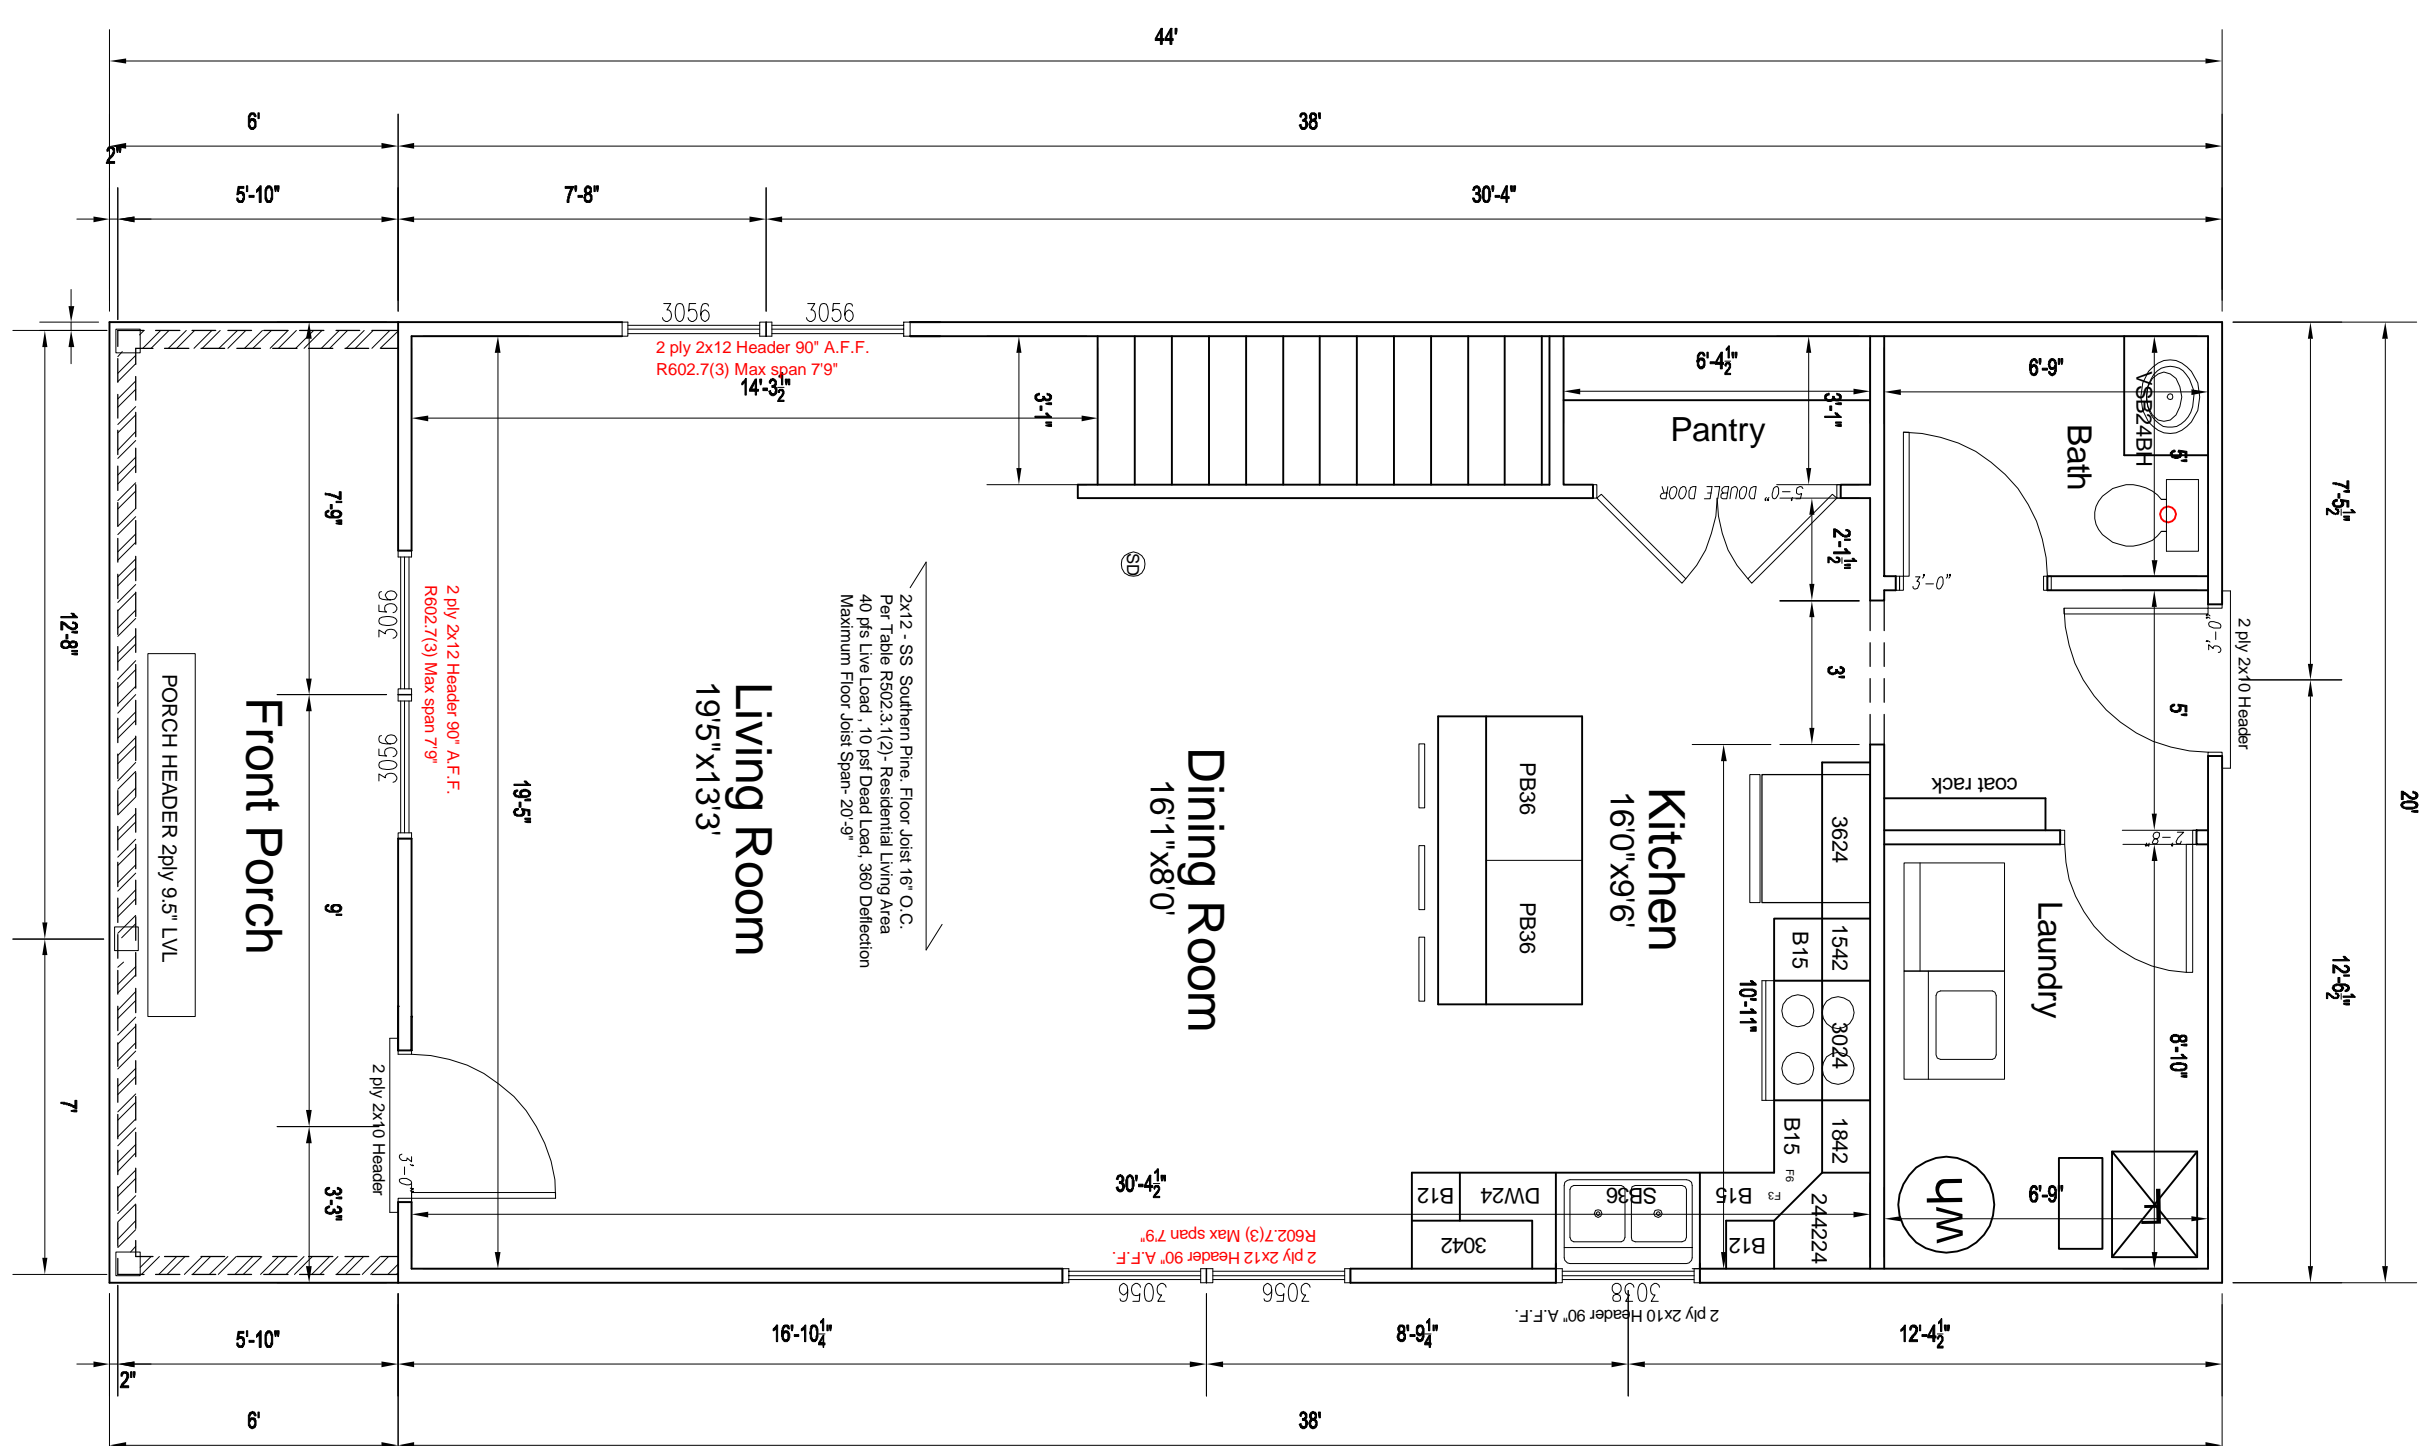 44'
6'
38'
2"
5'-10"
7'-8"
30'-4"
3056
3056
2 ply 2x12 Header 90" A.F.F.
R602.7(3) Max span 7'9"
14'-3½"
3'-1"
6'-4½"
3'-1"
Pantry
5'-0" DOUBLE DOOR
2'-1½"
3'
6'-9"
VSB24BH
5'
Bath
3'-0"
7'-5½"
20'
12'-6½"
3'-0"
2 ply 2x10 Header
5'
coat rack
2'-8"
Laundry
8'-10"
6'-9"
wh
12'-8"
7'
PORCH HEADER 2ply 9.5" LVL
Front Porch
7'-9"
9'
3'-3"
3056
3056
2 ply 2x12 Header 90" A.F.F.
R602.7(3) Max span 7'9"
2 ply 2x10 Header
3'-0"
19'-5"
Living Room
19'5"x13'3'
2x12 - SS Southern Pine. Floor Joist 16" O.C.
Per Table R502.3.1(2)- Residential Living Area
40 pfs Live Load , 10 psf Dead Load, 360 Deflection
Maximum Floor Joist Span- 20'-9"
SD
Dining Room
16'1"x8'0'
PB36
PB36
Kitchen
16'0"x9'6'
3624
1542
B15
10'-11"
3024
1842
B15
F6
F3
B15
SB36
DW24
B12
3042
B12
244224
30'-4½"
2 ply 2x12 Header 90" A.F.F.
R602.7(3) Max span 7'9"
3056
3056
3038
2 ply 2x10 Header 90" A.F.F.
5'-10"
16'-10¼"
8'-9¼"
12'-4½"
2"
6'
38'